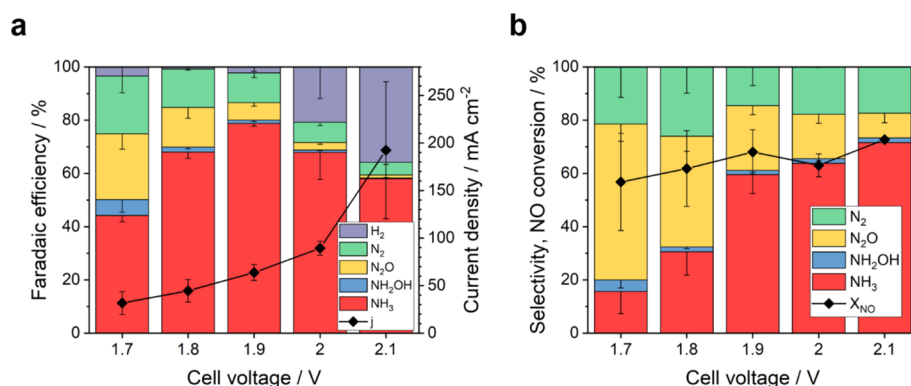 a
b
100
80
60
40
20
0
Faradaic efficiency / %
250
200
150
100
50
0
Current density / mA cm⁻²
H₂
N₂
N₂O
NH₂OH
NH₃
j
1.7 1.8 1.9 2 2.1
Cell voltage / V
100
80
60
40
20
0
Selectivity, NO conversion / %
N₂
N₂O
NH₂OH
NH₃
X_NO
1.7 1.8 1.9 2 2.1
Cell voltage / V